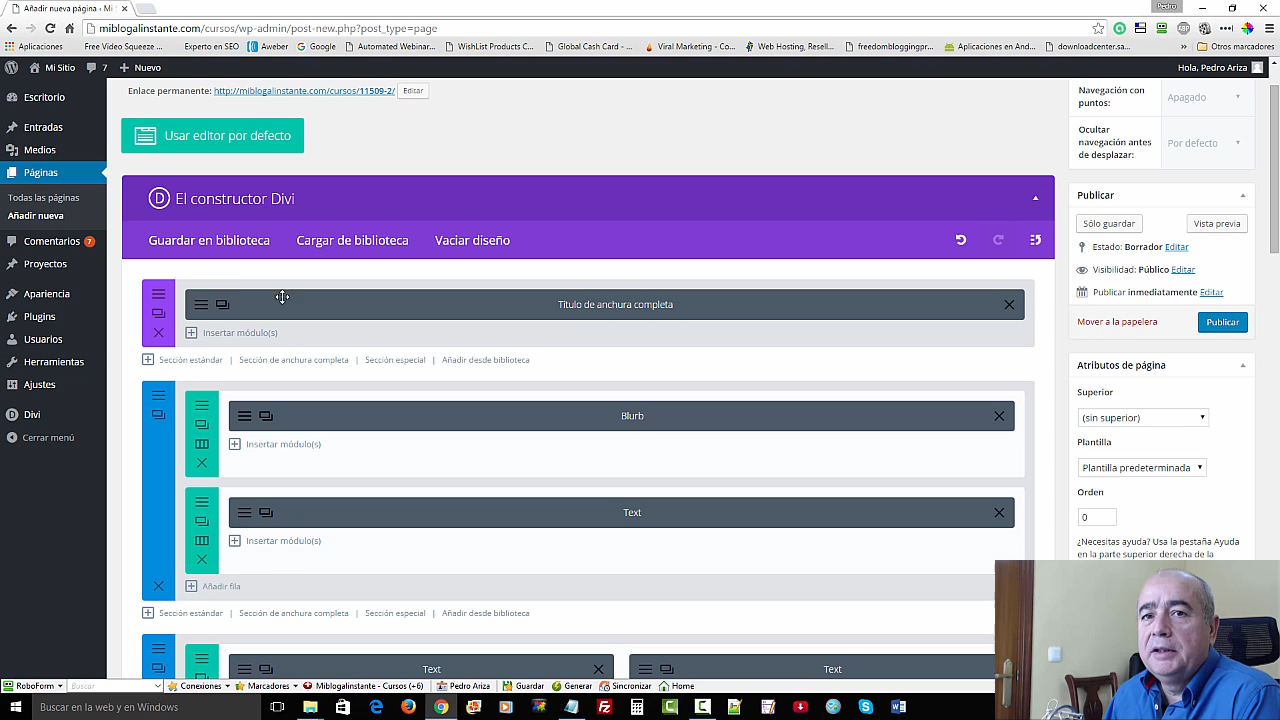 Añadir nueva página ‹ Mi S
Pedro
miblogalinstante.com/cursos/wp-admin/post-new.php?post_type=page
Aplicaciones
Free Video Squeeze ...
Experto en SEO
Aweber
Google
Automated Webinar...
WishList Products C...
Global Cash Card - ...
Viral Marketing - C...
Web Hosting, Resell...
freedombloggingpr...
Aplicaciones en And...
downloadcenter.sa...
Otros marcadores
Mi Sitio
7
Nuevo
Hola, Pedro Ariza
Escritorio
Entradas
Medios
Páginas
Todas las páginas
Añadir nueva
Comentarios 7
Proyectos
Apariencia
Plugins
Usuarios
Herramientas
Ajustes
Divi
Cerrar menú
Enlace permanente: http://miblogalinstante.com/cursos/11509-2/ Editar
Usar editor por defecto
El constructor Divi
Guardar en biblioteca
Cargar de biblioteca
Vaciar diseño
Título de anchura completa
Insertar módulo(s)
Sección estándar | Sección de anchura completa | Sección especial | Añadir desde biblioteca
Blurb
Insertar módulo(s)
Text
Insertar módulo(s)
Añadir fila
Sección estándar | Sección de anchura completa | Sección especial | Añadir desde biblioteca
Text
Text
Navegación con
puntos:
Apagado
Ocultar
navegación antes
de desplazar:
Por defecto
Publicar
Sólo guardar
Vista previa
Estado: Borrador Editar
Visibilidad: Público Editar
Publicar inmediatamente Editar
Mover a la papelera
Publicar
Atributos de página
Superior
(sin superior)
Plantilla
Plantilla predeterminada
Orden
0
¿Necesitas ayuda? Usa la pestaña Ayuda
en la parte superior derecha de la
RoboForm
Buscar
Conexiones
Marcadores
Miblogalinstante - Cursos (+6)
Pedro Ariza
Guardar
Generar
Sincronizar
Home
Buscar en la web y en Windows